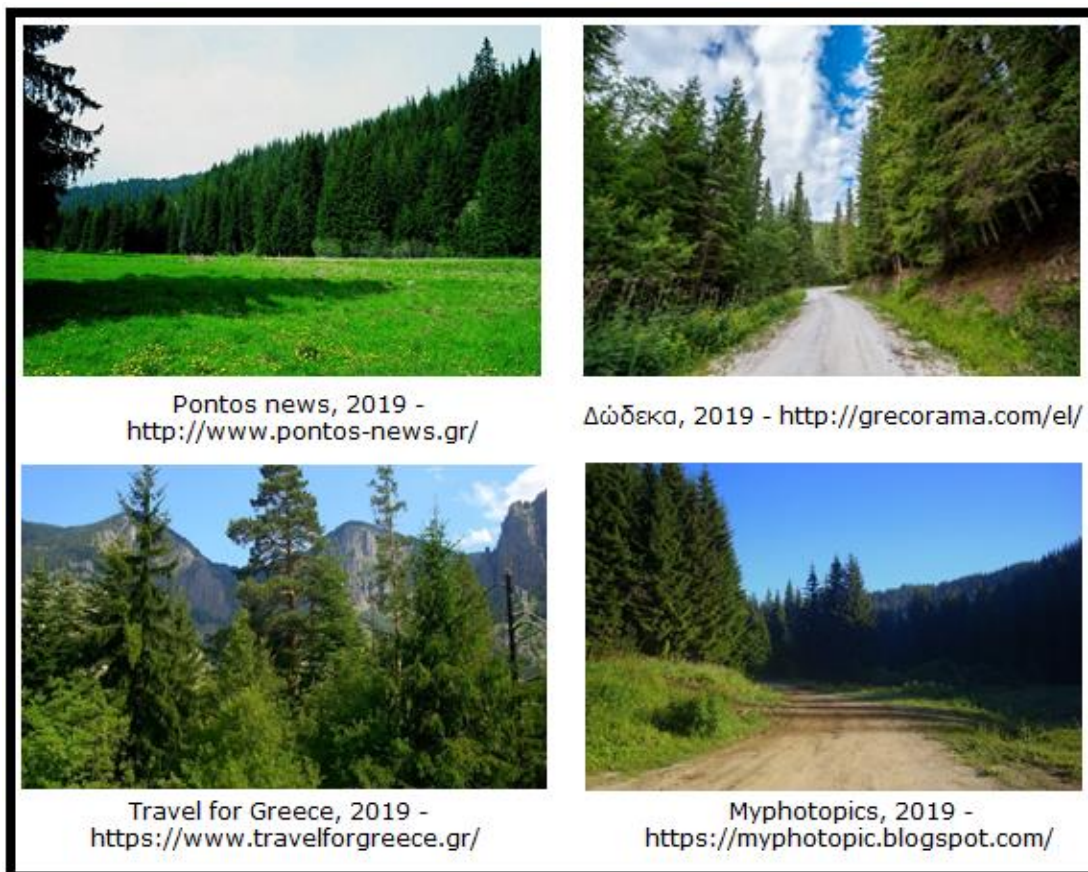 Pontos news, 2019 -
http://www.pontos-news.gr/
Δώδεκα, 2019 - http://grecorama.com/el/
Travel for Greece, 2019 -
https://www.travelforgreece.gr/
Myphotopics, 2019 -
https://myphotopic.blogspot.com/